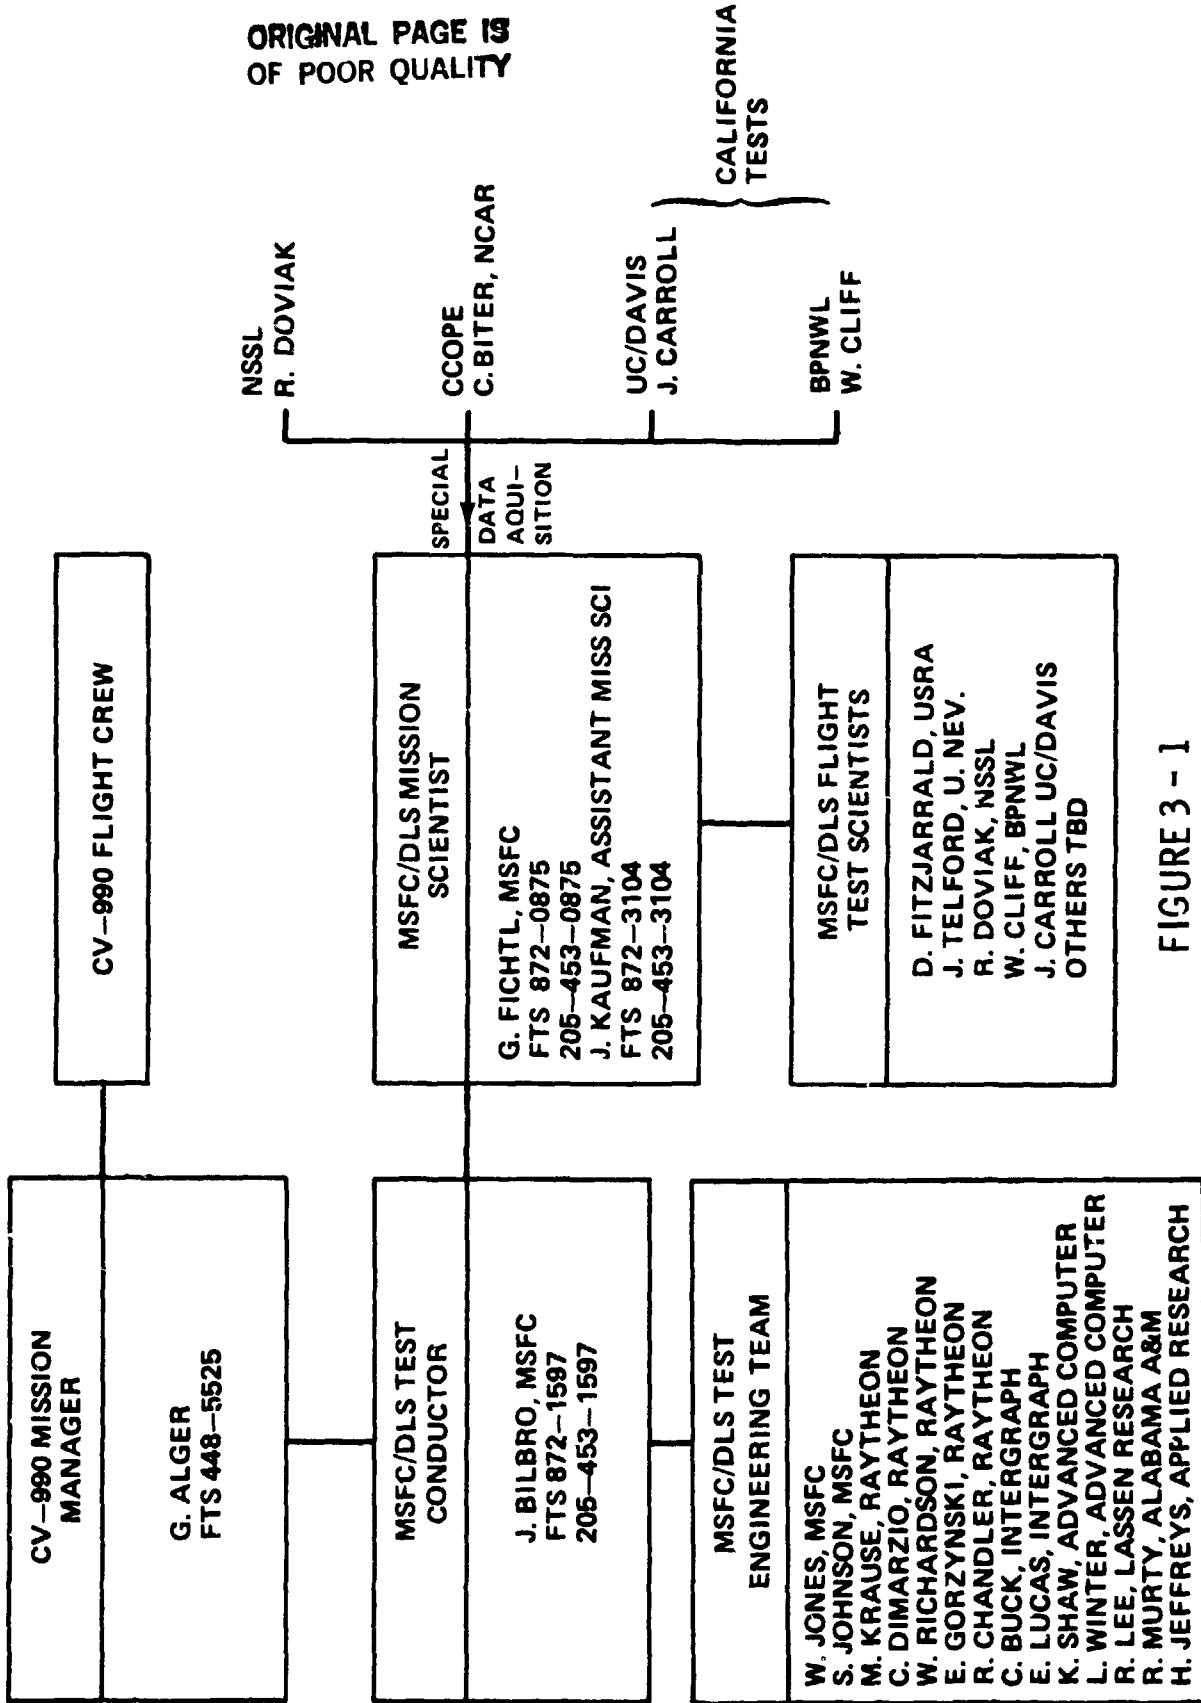 ORIGINAL PAGE IS
OF POOR QUALITY
CV-990 MISSION
MANAGER
G. ALGER
FTS 448-5525
CV-990 FLIGHT CREW
MSFC/DLS TEST
CONDUCTOR
J. BILBRO, MSFC
FTS 872-1597
205-453-1597
MSFC/DLS MISSION
SCIENTIST
G. FICHTL, MSFC
FTS 872-0875
205-453-0875
J. KAUFMAN, ASSISTANT MISS SCI
FTS 872-3104
205-453-3104
SPECIAL
DATA
AQUI-
SITION
NSSL
R. DOVIAK
CCOPE
C. BITER, NCAR
UC/DAVIS
J. CARROLL
BPNWL
W. CLIFF
CALIFORNIA
TESTS
MSFC/DLS TEST
ENGINEERING TEAM
W. JONES, MSFC
S. JOHNSON, MSFC
M. KRAUSE, RAYTHEON
C. DIMARZIO, RAYTHEON
W. RICHARDSON, RAYTHEON
E. GORZYNSKI, RAYTHEON
R. CHANDLER, RAYTHEON
C. BUCK, INTERGRAPH
E. LUCAS, INTERGRAPH
K. SHAW, ADVANCED COMPUTER
L. WINTER, ADVANCED COMPUTER
R. LEE, LASSEN RESEARCH
R. MURTY, ALABAMA A&M
H. JEFFREYS, APPLIED RESEARCH
MSFC/DLS FLIGHT
TEST SCIENTISTS
D. FITZJARRALD, USRA
J. TELFORD, U. NEV.
R. DOVIAK, NSSL
W. CLIFF, BPNWL
J. CARROLL UC/DAVIS
OTHERS TBD
FIGURE 3-1